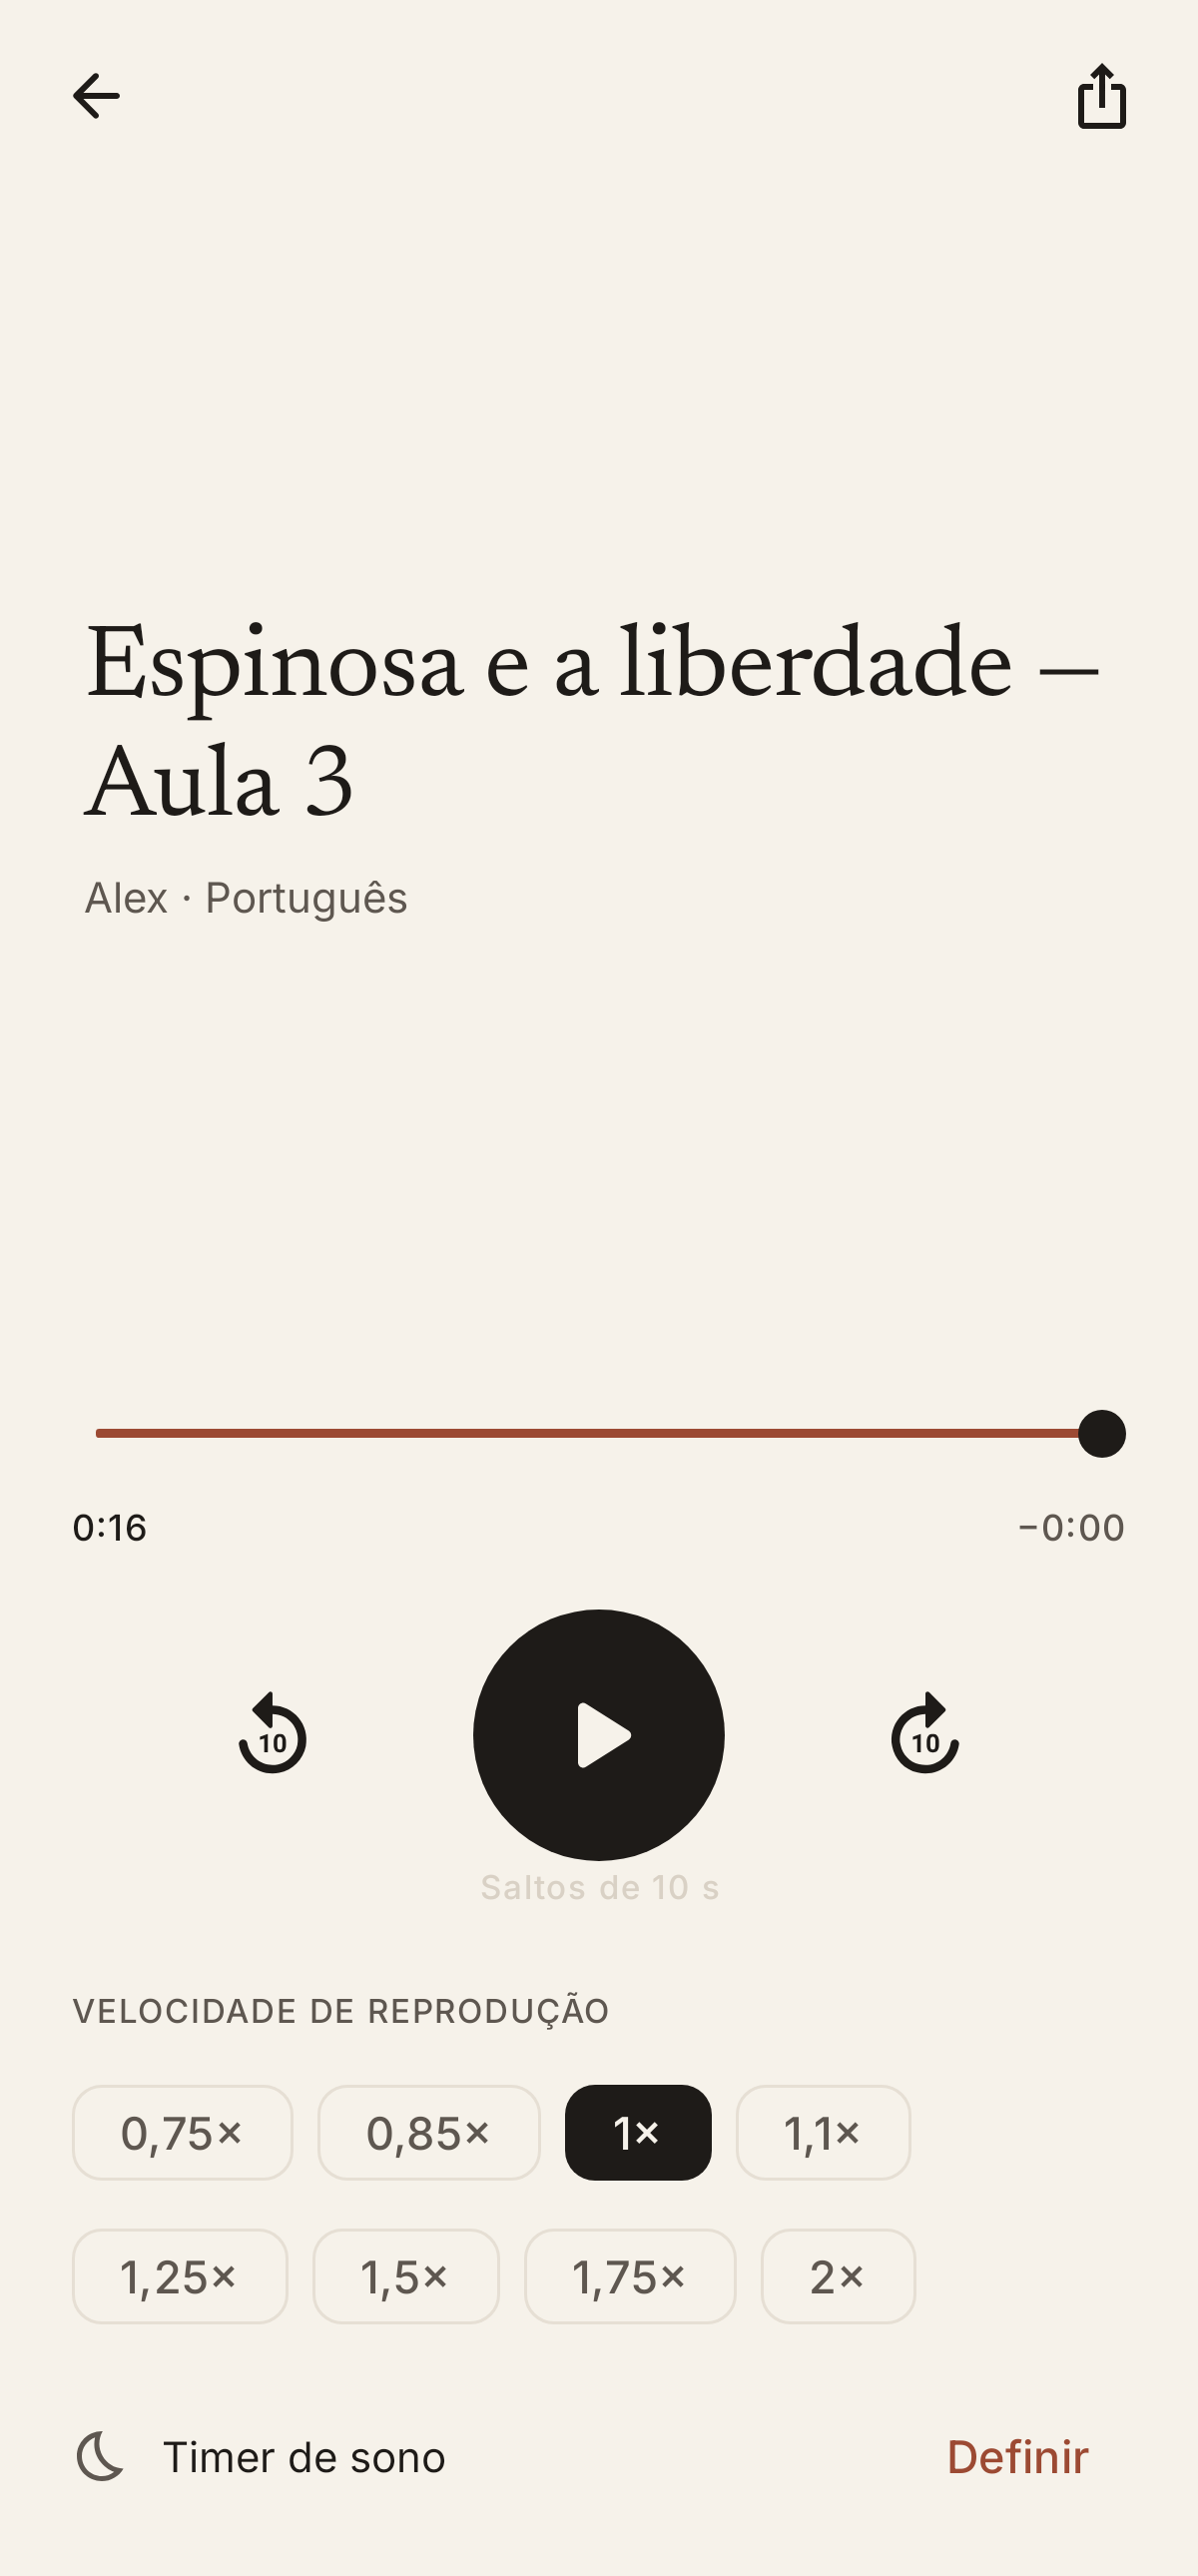 Espinosa e a liberdade —
Aula 3
Alex · Português
0:16
−0:00
10
10
Saltos de 10 s
VELOCIDADE DE REPRODUÇÃO
0,75×
0,85×
1×
1,1×
1,25×
1,5×
1,75×
2×
Timer de sono
Definir